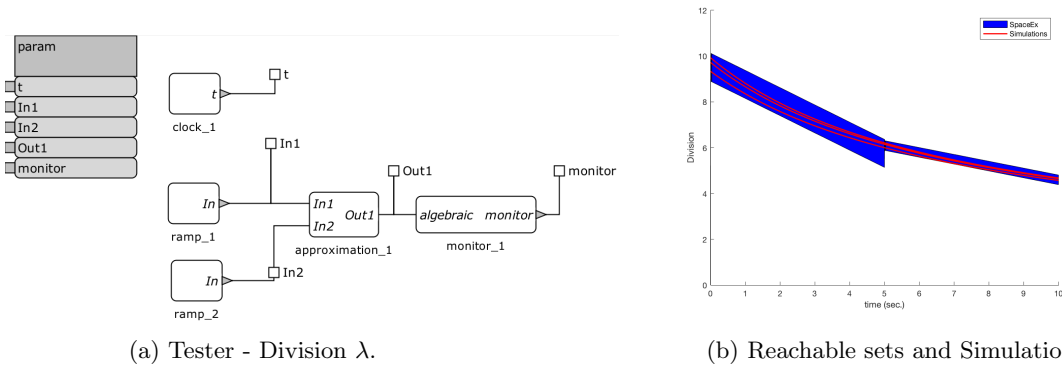 param
t
In1
In2
Out1
monitor
t
t
clock_1
In1
In
ramp_1
In1
In2
Out1
approximation_1
Out1
algebraic monitor
monitor_1
monitor
In2
In
ramp_2
(a) Tester - Division λ.
12
10
8
6
4
2
0
Division
SpaceEx
Simulations
0 1 2 3 4 5 6 7 8 9 10
time (sec.)
(b) Reachable sets and Simulatio